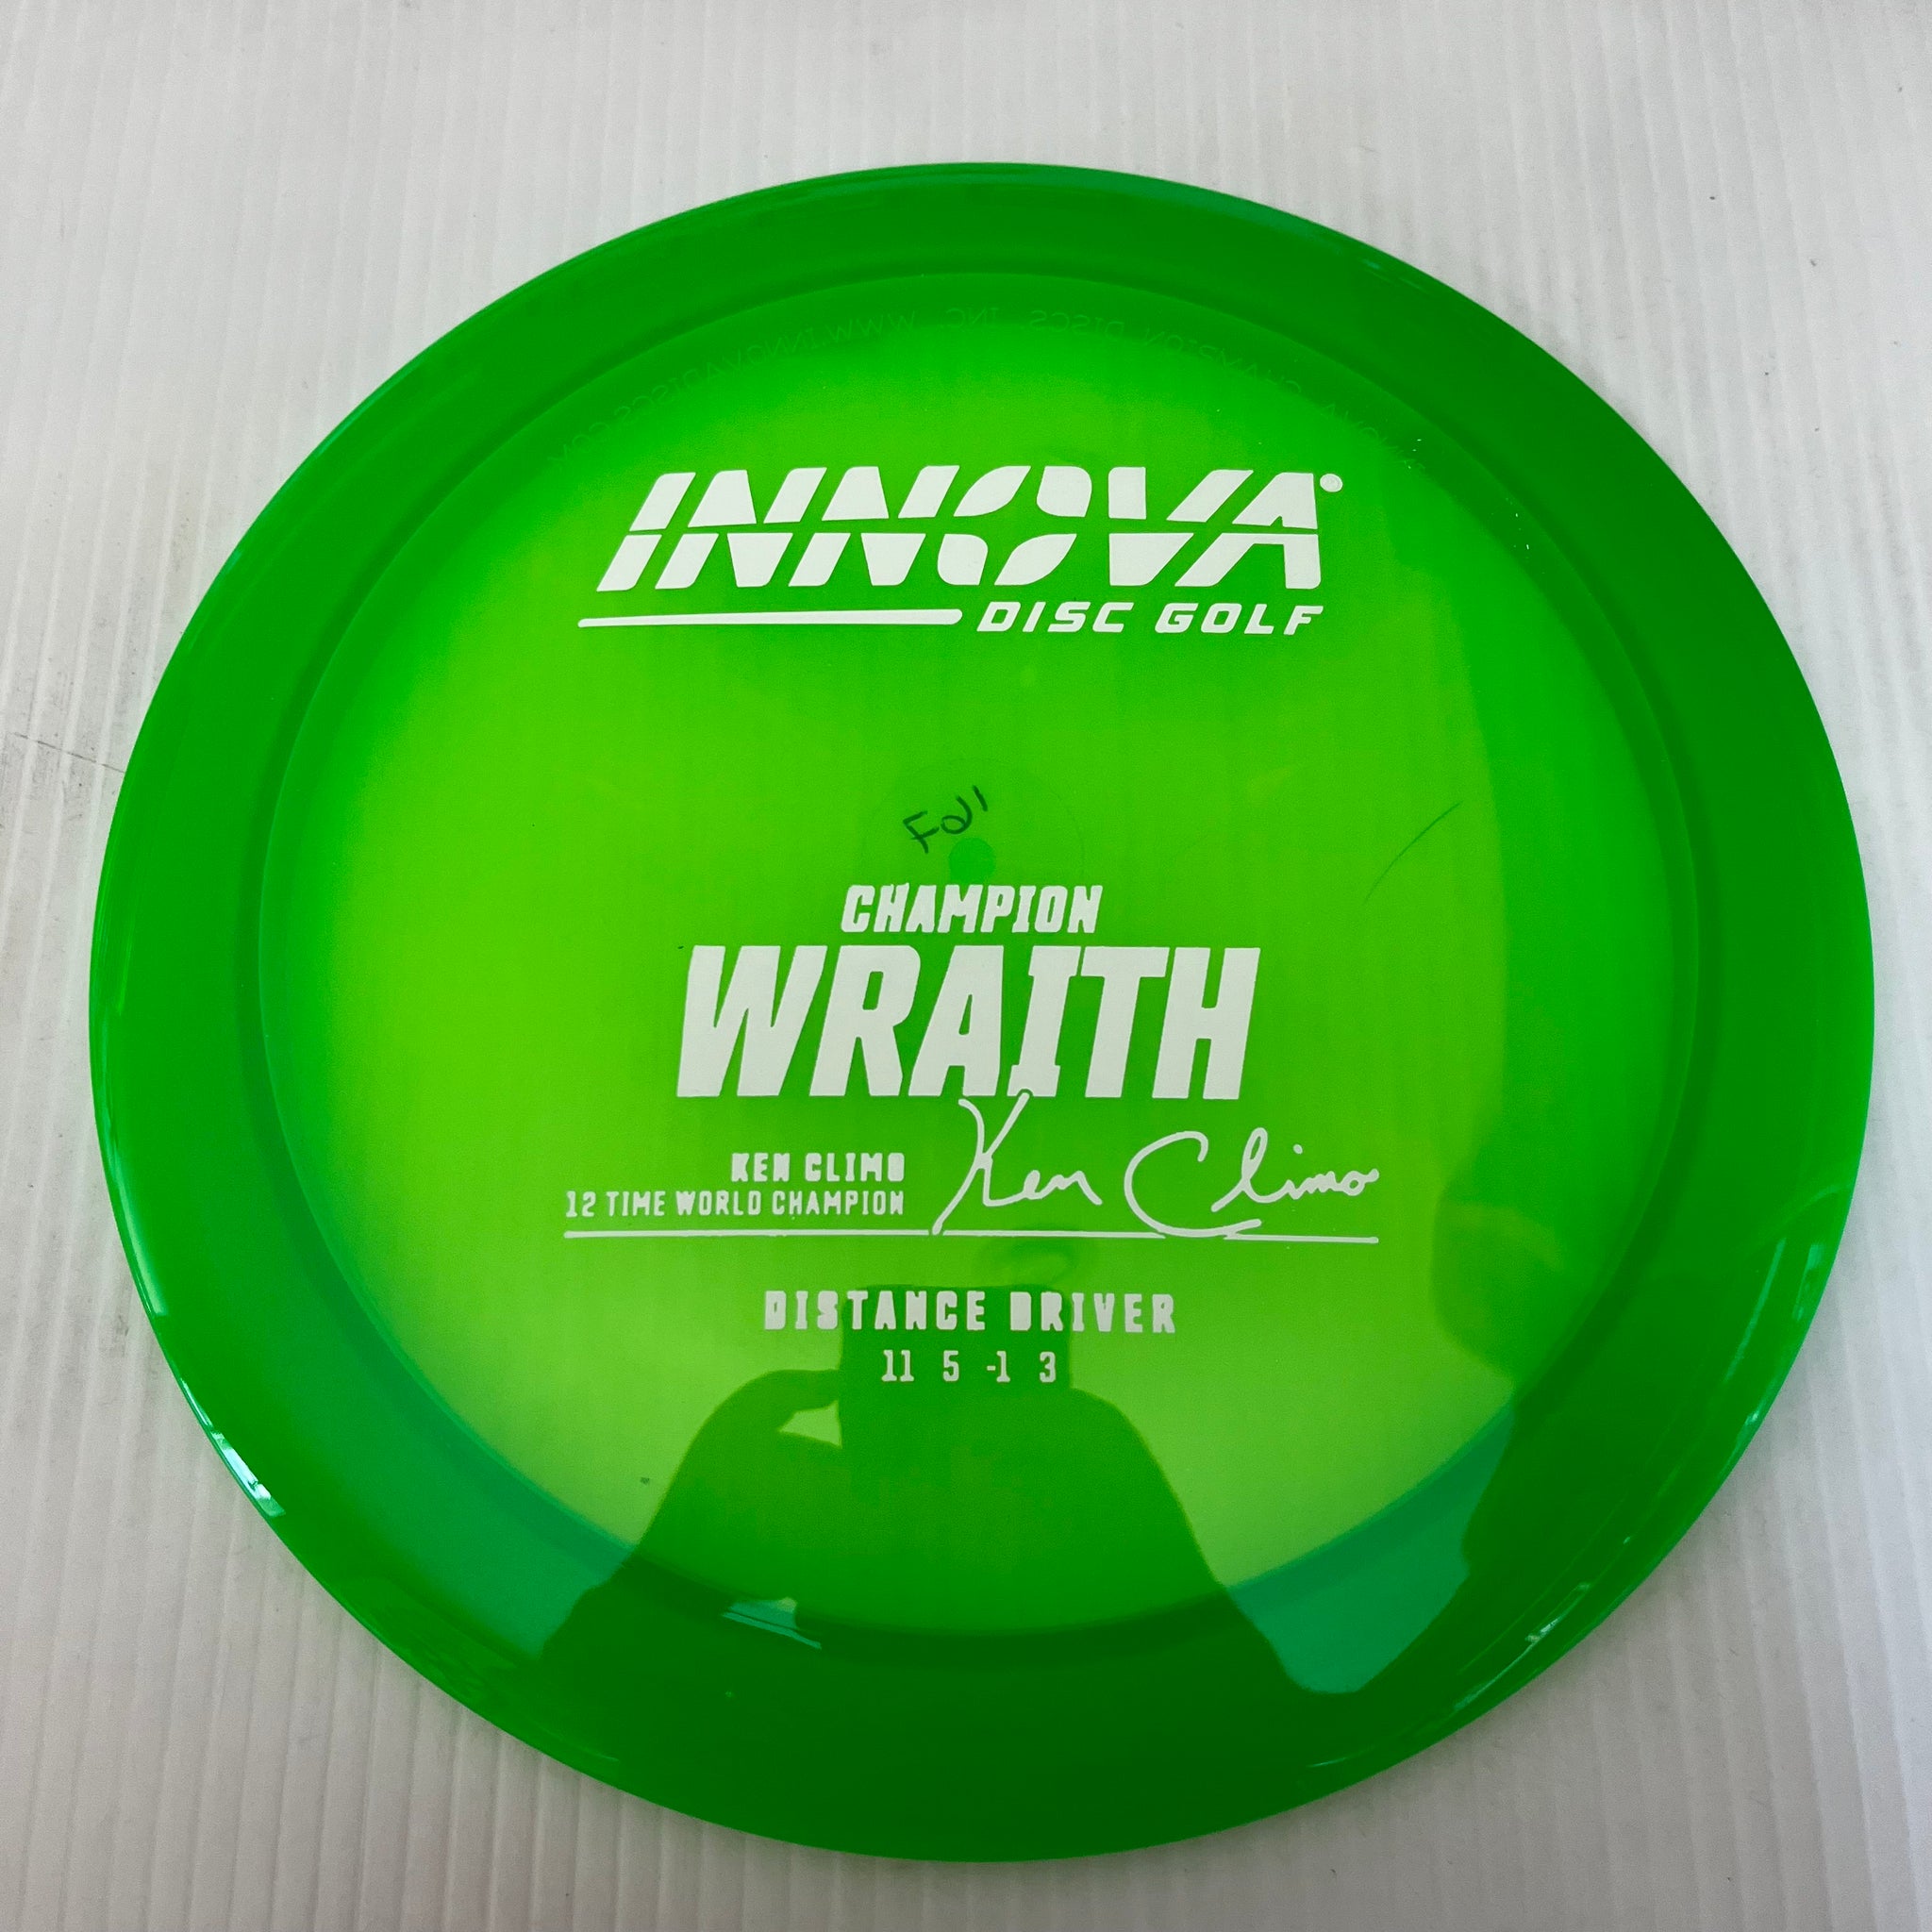 INNOVA
DISC GOLF
CHAMPION
WRAITH
KEN CLIMO
12 TIME WORLD CHAMPION
Ken Climo
DISTANCE DRIVER
11 5 -1 3